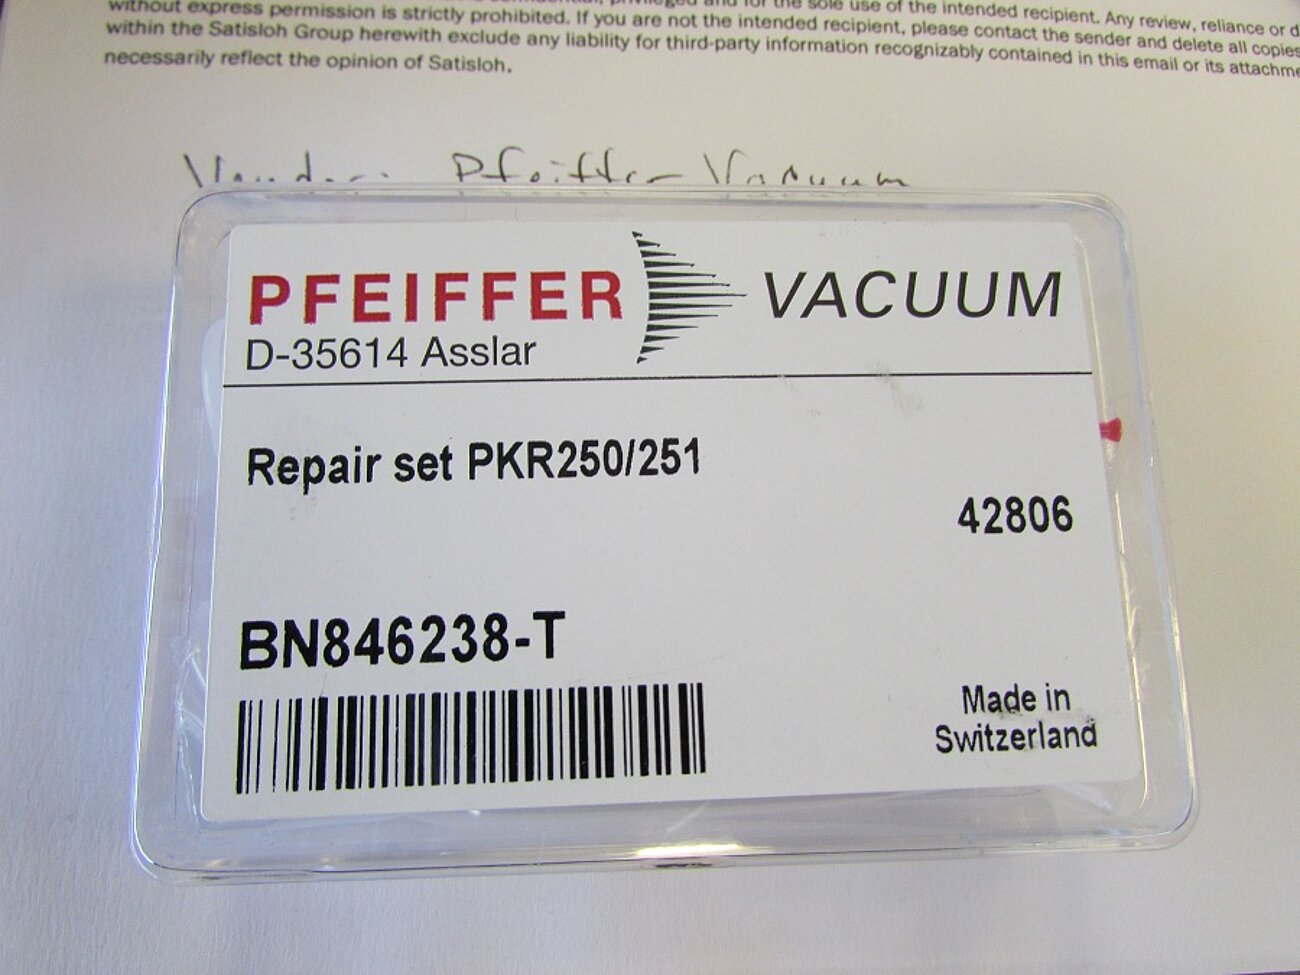 without express permission is strictly prohibited. If you are not the intended recipient, please contact the sender and delete all copies
within the Satisloh Group herewith exclude any liability for third-party information recognizably contained in this email or its attachme
necessarily reflect the opinion of Satisloh.
Vendor: Pfeiffer Vacuum
PFEIFFER VACUUM
D-35614 Asslar
Repair set PKR250/251
42806
BN846238-T
Made in
Switzerland